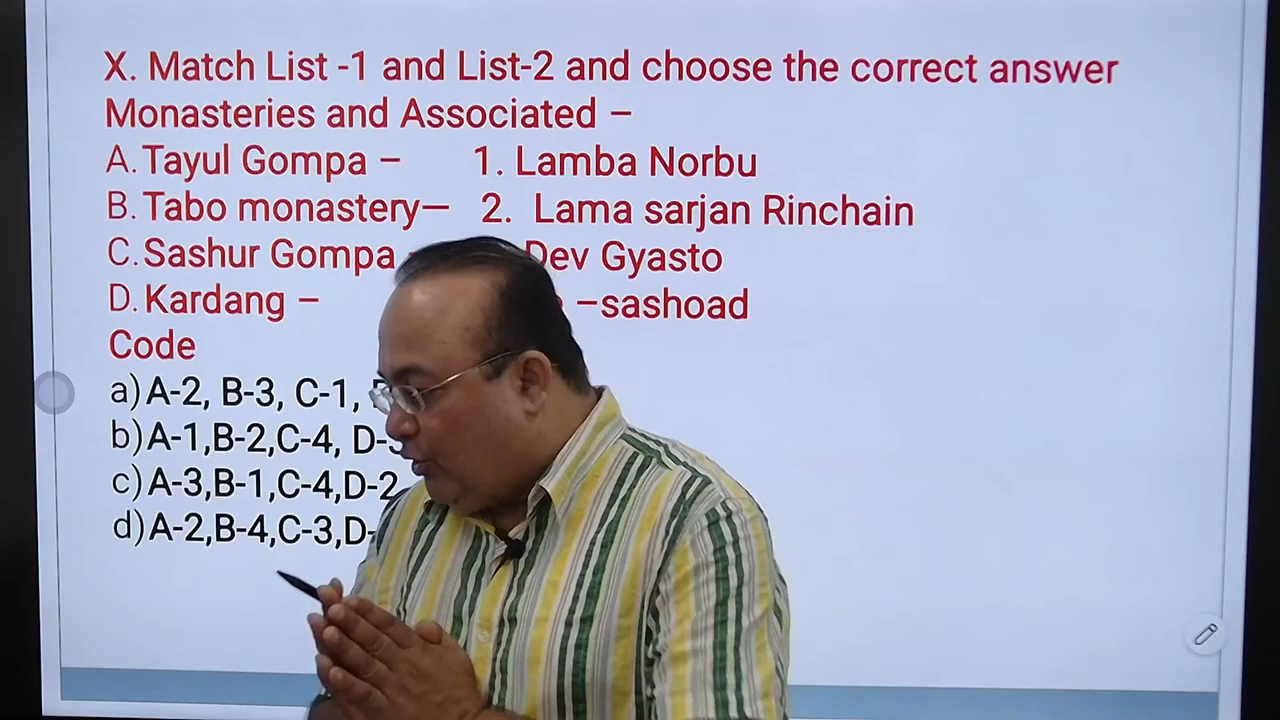 X. Match List -1 and List-2 and choose the correct answer
Monasteries and Associated –
A. Tayul Gompa – 1. Lamba Norbu
B. Tabo monastery— 2. Lama sarjan Rinchain
C. Sashur Gompa Dev Gyasto
D. Kardang – –sashoad
Code
a) A-2, B-3, C-1,
b) A-1,B-2,C-4, D-3
c) A-3,B-1,C-4,D-2
d) A-2,B-4,C-3,D-